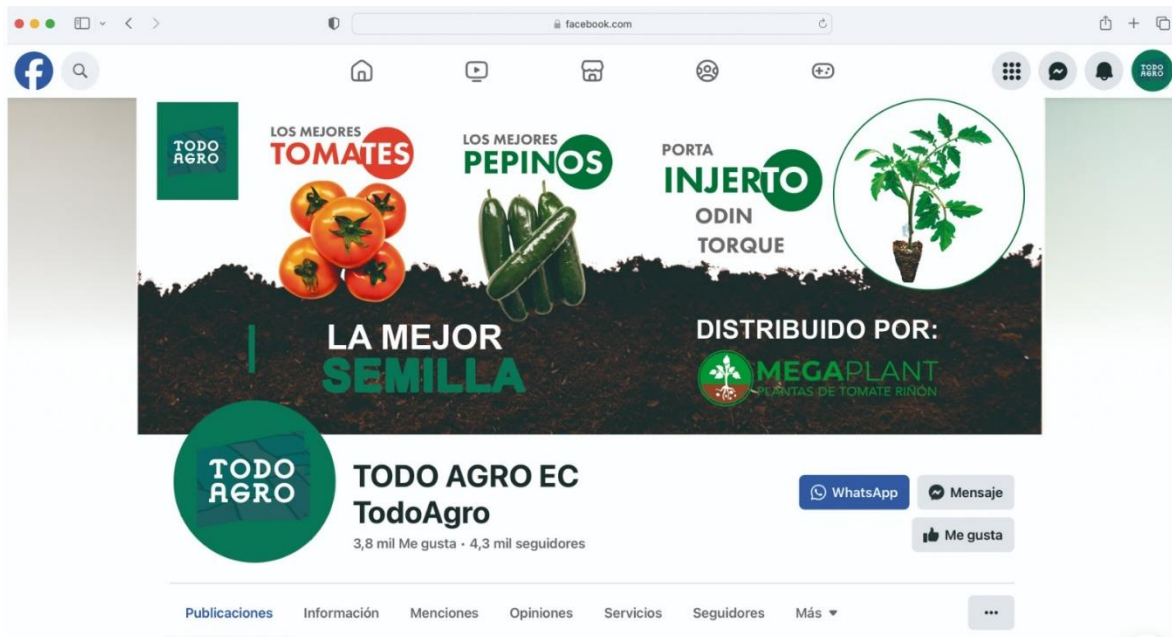 facebook.com
TODO
AGRO
TODO
AGRO
LOS MEJORES
TOMATES
LOS MEJORES
PEPINOS
PORTA
INJERTO
ODIN
TORQUE
LA MEJOR
SEMILLA
DISTRIBUIDO POR:
MEGAPLANT
PLANTAS DE TOMATE RIÑÓN
TODO
AGRO
TODO AGRO EC
TodoAgro
3,8 mil Me gusta · 4,3 mil seguidores
WhatsApp
Mensaje
Me gusta
Publicaciones Información Menciones Opiniones Servicios Seguidores Más